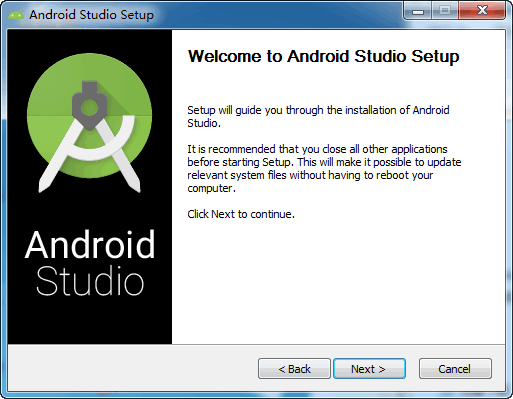 Android Studio Setup
Welcome to Android Studio Setup
Setup will guide you through the installation of Android
Studio.
It is recommended that you close all other applications
before starting Setup. This will make it possible to update
relevant system files without having to reboot your
computer.
Click Next to continue.
Android
Studio
< Back
Next >
Cancel